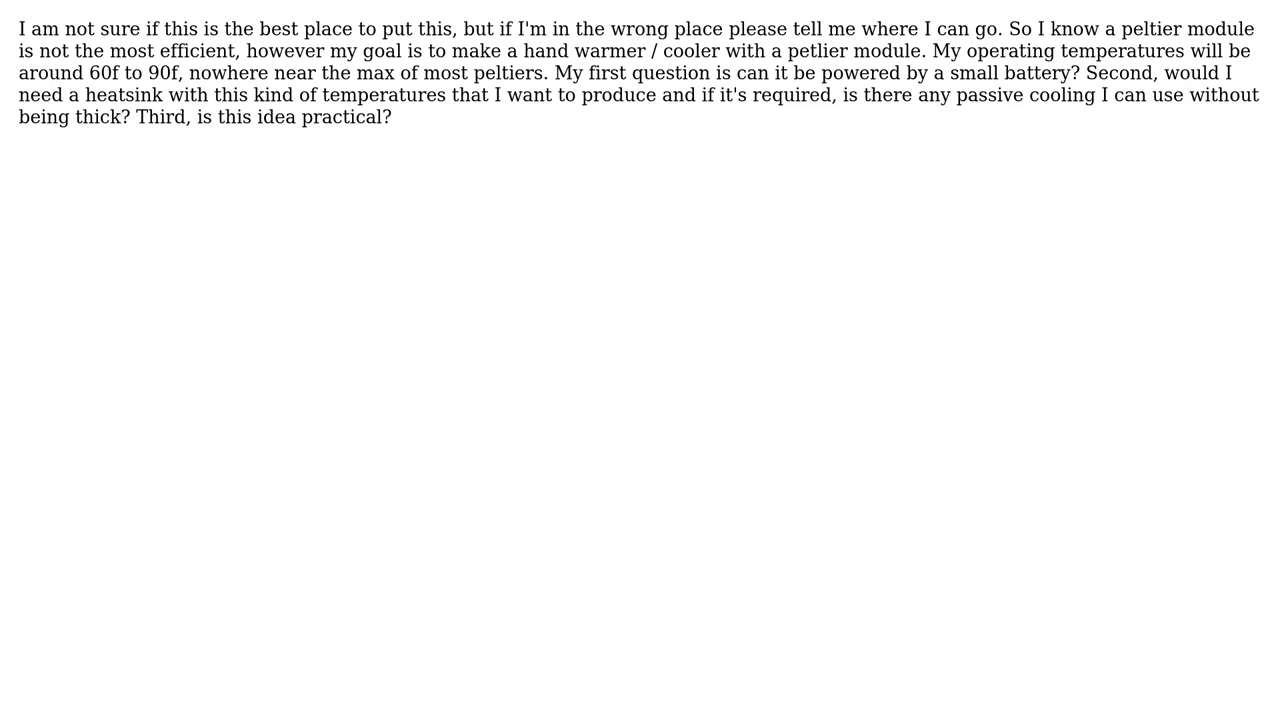 I am not sure if this is the best place to put this, but if I'm in the wrong place please tell me where I can go. So I know a peltier module
is not the most efficient, however my goal is to make a hand warmer / cooler with a petlier module. My operating temperatures will be
around 60f to 90f, nowhere near the max of most peltiers. My first question is can it be powered by a small battery? Second, would I
need a heatsink with this kind of temperatures that I want to produce and if it's required, is there any passive cooling I can use without
being thick? Third, is this idea practical?